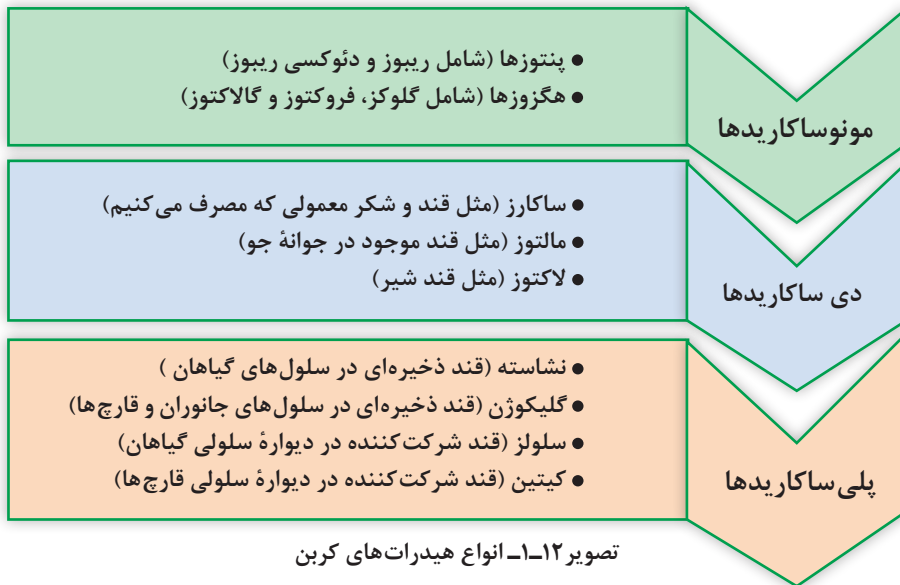 مونوساکاریدها
● پنتوزها (شامل ریبوز و دئوکسی ریبوز)
● هگزوزها (شامل گلوکز، فروکتوز و گالاکتوز)
دی ساکاریدها
● ساکارز (مثل قند و شکر معمولی که مصرف می‌کنیم)
● مالتوز (مثل قند موجود در جوانهٔ جو)
● لاکتوز (مثل قند شیر)
پلی‌ساکاریدها
● نشاسته (قند ذخیره‌ای در سلول‌های گیاهان )
● گلیکوژن (قند ذخیره‌ای در سلول‌های جانوران و قارچ‌ها)
● سلولز (قند شرکت‌کننده در دیوارهٔ سلولی گیاهان)
● کیتین (قند شرکت‌کننده در دیوارهٔ سلولی قارچ‌ها)
تصویر ۱۲ـ۱ـ انواع هیدرات‌های کربن